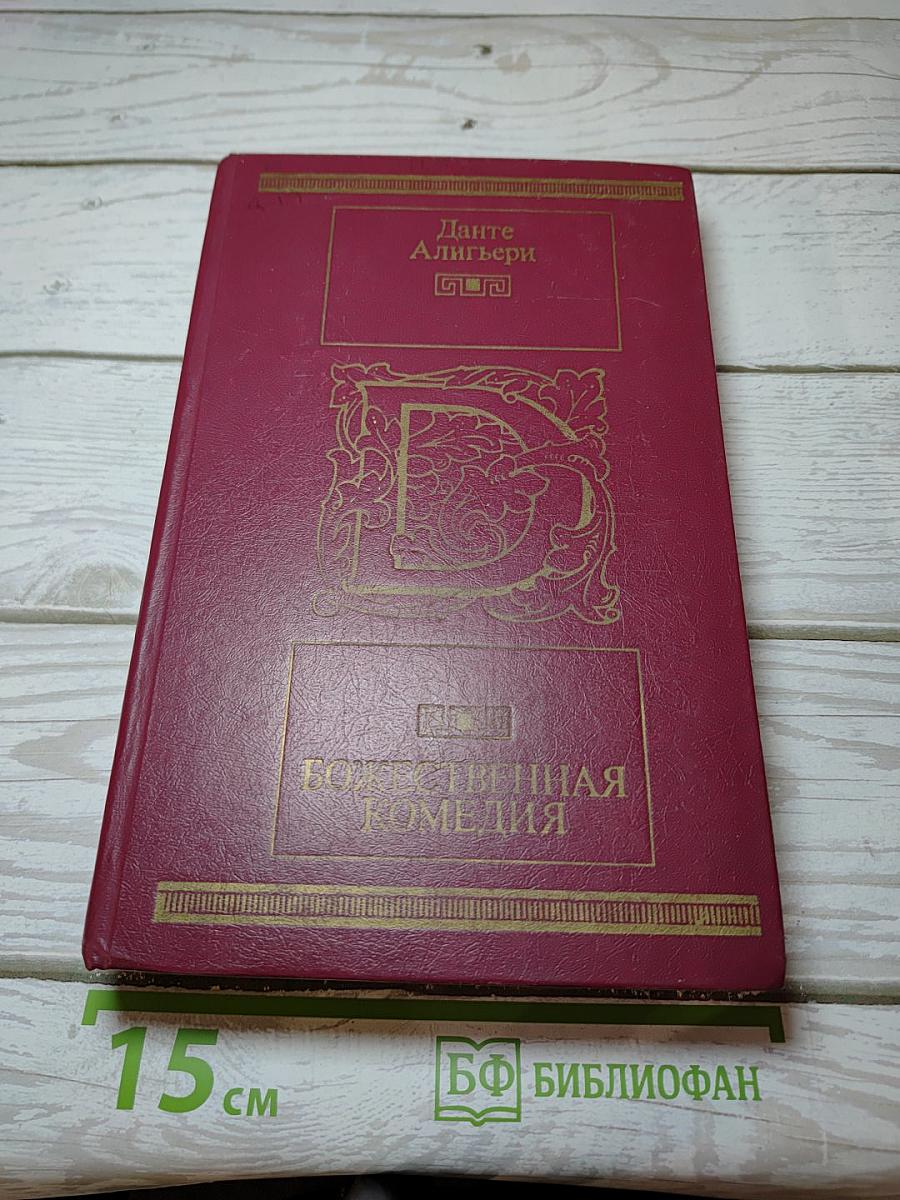 Данте
Алигьери
D
БОЖЕСТВЕННАЯ
КОМЕДИЯ
15 см
БФ БИБЛИОФАН